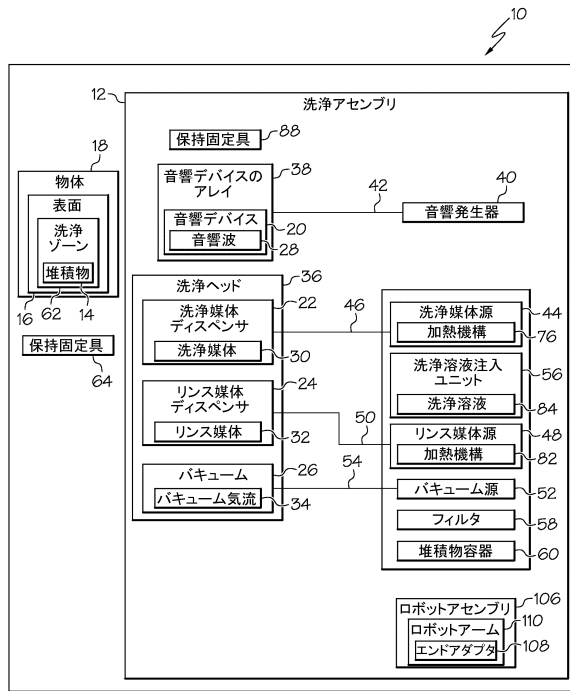 10
12
洗浄アセンブリ
保持固定具
88
18
物体
表面
洗浄
ゾーン
堆積物
16
62
14
保持固定具
64
音響デバイスの
アレイ
38
音響デバイス
20
音響波
28
42
40
音響発生器
洗浄ヘッド
36
洗浄媒体
ディスペンサ
22
洗浄媒体
30
リンス媒体
ディスペンサ
24
リンス媒体
32
バキューム
26
バキューム気流
34
46
50
54
洗浄媒体源
44
加熱機構
76
洗浄溶液注入
ユニット
56
洗浄溶液
84
リンス媒体源
48
加熱機構
82
バキューム源
52
フィルタ
58
堆積物容器
60
ロボットアセンブリ
106
ロボットアーム
110
エンドアダプタ
108